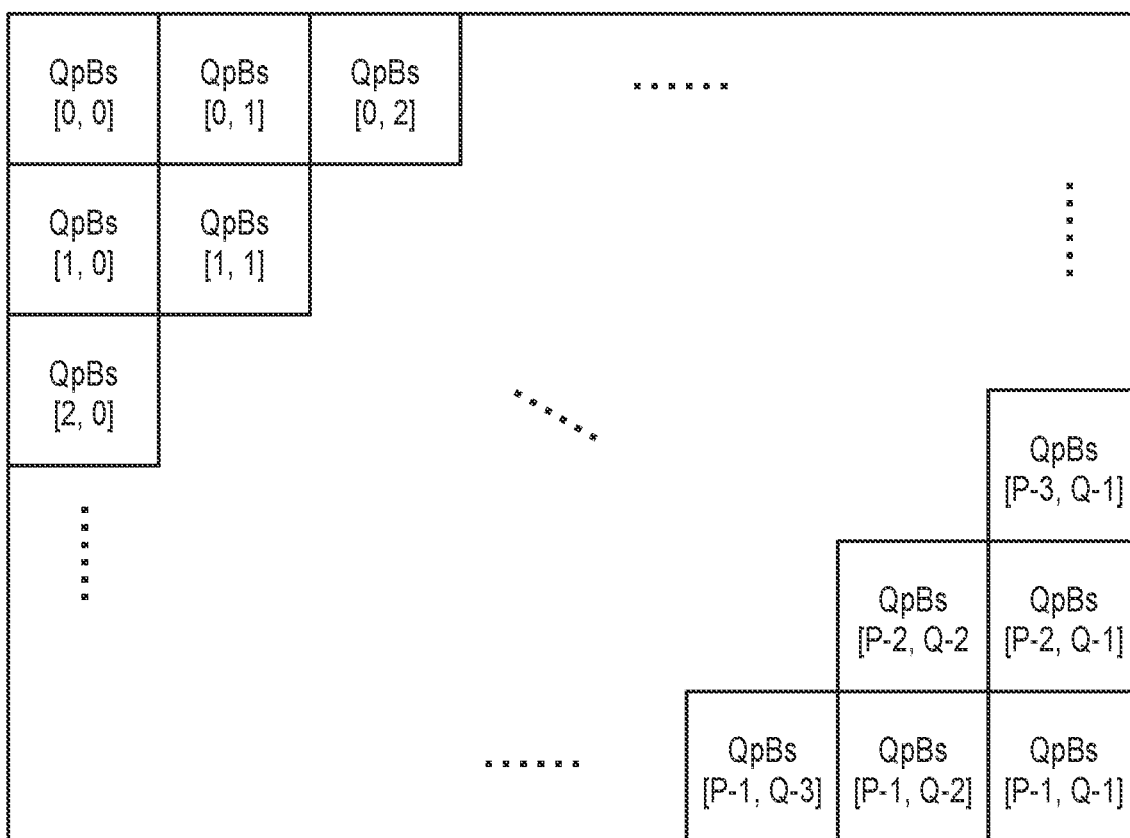 QpBs
[0, 0]
QpBs
[0, 1]
QpBs
[0, 2]
QpBs
[1, 0]
QpBs
[1, 1]
QpBs
[2, 0]
QpBs
[P-3, Q-1]
QpBs
[P-2, Q-2
QpBs
[P-2, Q-1]
QpBs
[P-1, Q-3]
QpBs
[P-1, Q-2]
QpBs
[P-1, Q-1]